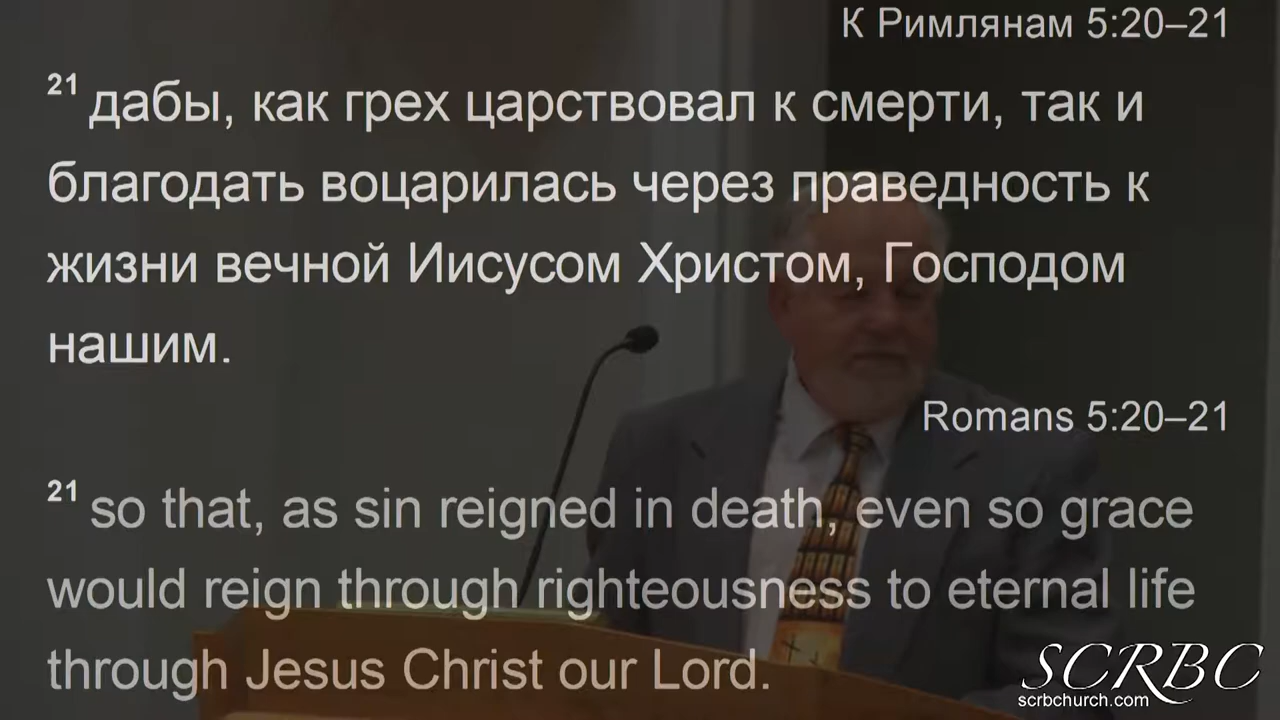 К Римлянам 5:20–21
21 дабы, как грех царствовал к смерти, так и
благодать воцарилась через праведность к
жизни вечной Иисусом Христом, Господом
нашим.
Romans 5:20–21
21 so that, as sin reigned in death, even so grace
would reign through righteousness to eternal life
through Jesus Christ our Lord.
SCRBC
scrbchurch.com